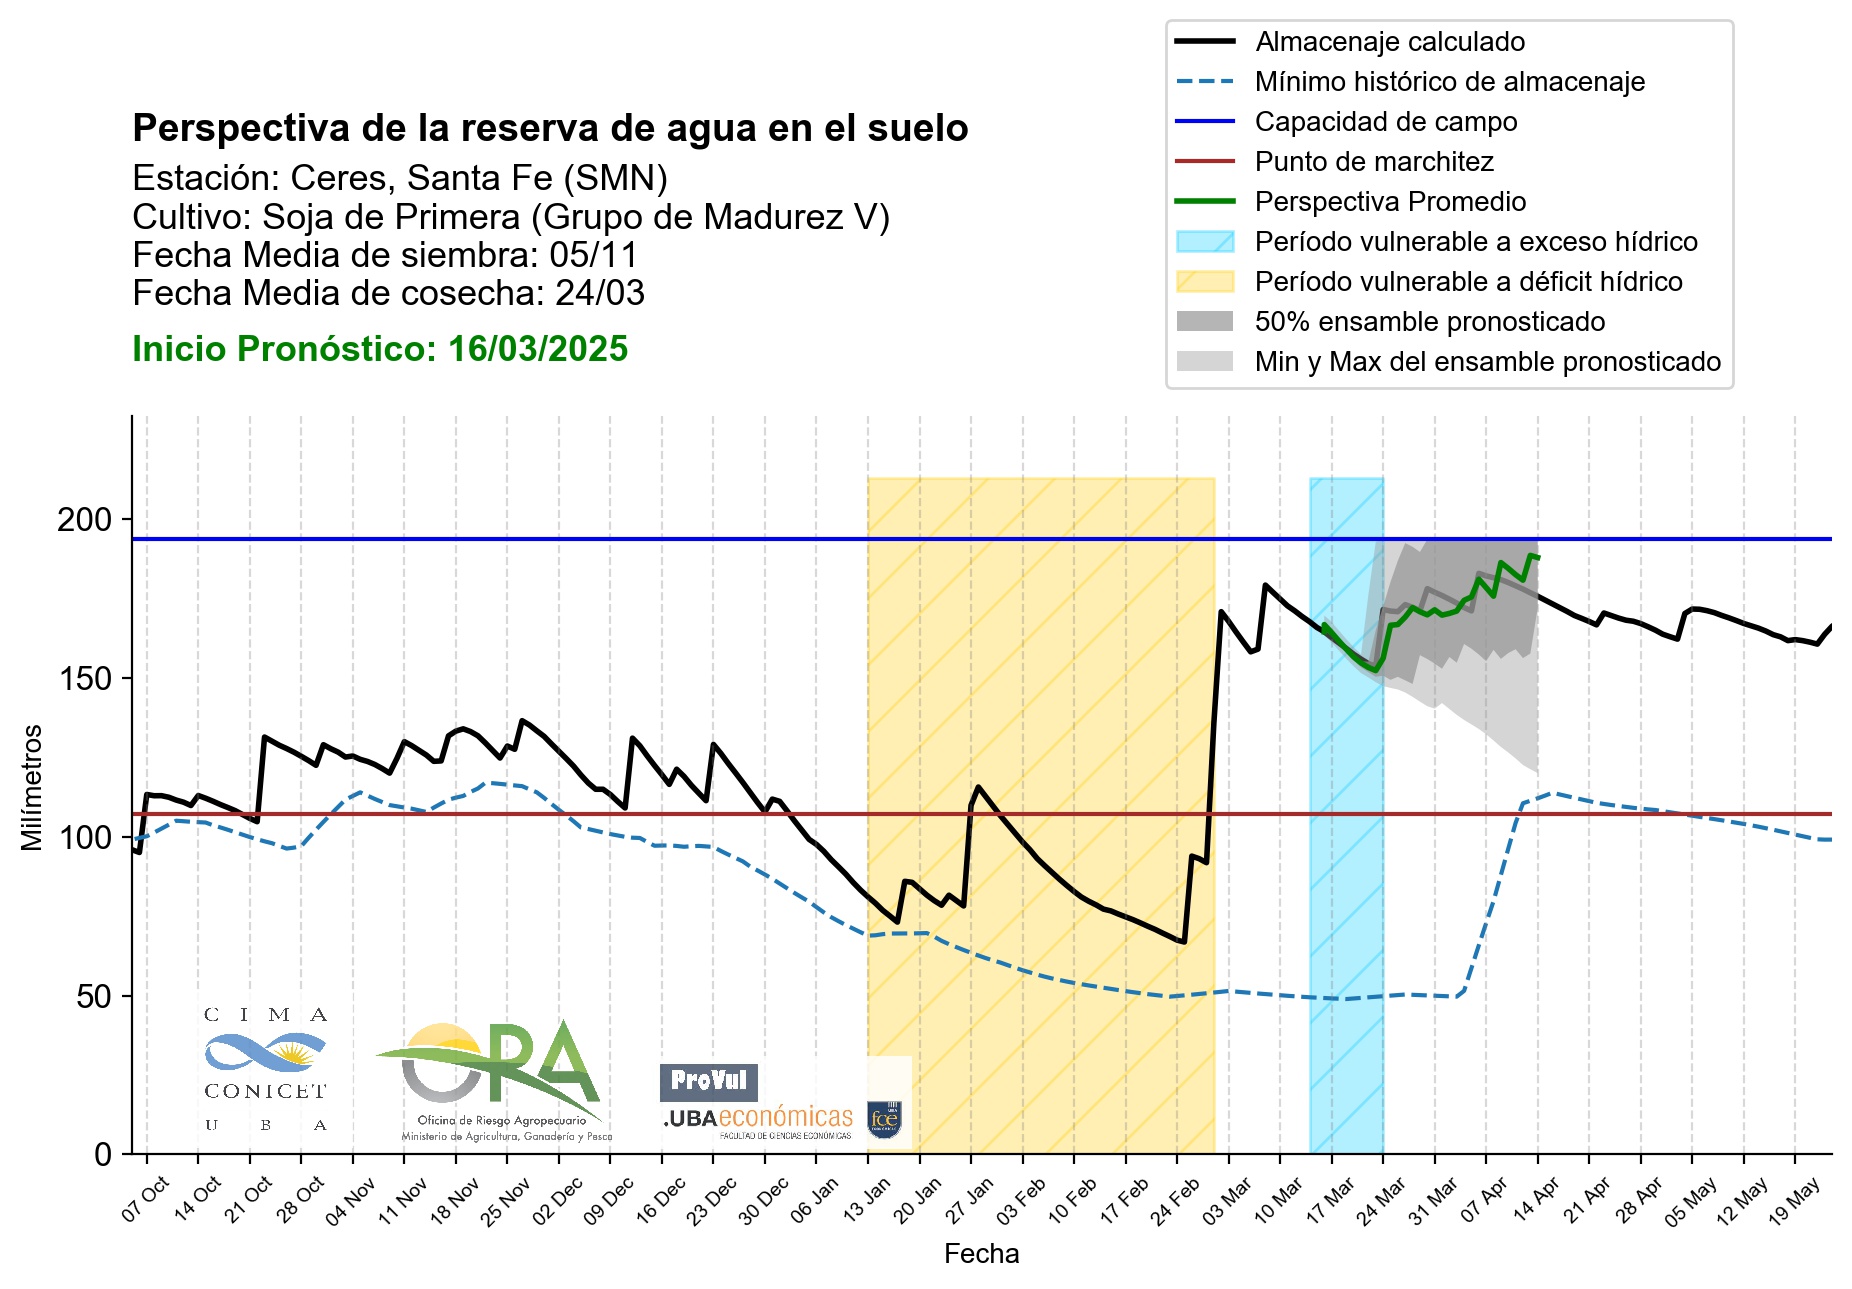 Almacenaje calculado
Mínimo histórico de almacenaje
Capacidad de campo
Punto de marchitez
Perspectiva Promedio
Período vulnerable a exceso hídrico
Período vulnerable a déficit hídrico
50% ensamble pronosticado
Min y Max del ensamble pronosticado
Perspectiva de la reserva de agua en el suelo
Estación: Ceres, Santa Fe (SMN)
Cultivo: Soja de Primera (Grupo de Madurez V)
Fecha Media de siembra: 05/11
Fecha Media de cosecha: 24/03
Inicio Pronóstico: 16/03/2025
Milímetros
200
150
100
50
0
CIMA
CONICET
UBA
ORA
Oficina de Riesgo Agropecuario
Ministerio de Agricultura, Ganadería y Pesca
ProVul
.UBAeconómicas
FACULTAD DE CIENCIAS ECONÓMICAS
UBA
fce
07 Oct
14 Oct
21 Oct
28 Oct
04 Nov
11 Nov
18 Nov
25 Nov
02 Dec
09 Dec
16 Dec
23 Dec
30 Dec
06 Jan
13 Jan
20 Jan
27 Jan
03 Feb
10 Feb
17 Feb
24 Feb
03 Mar
10 Mar
17 Mar
24 Mar
31 Mar
07 Apr
14 Apr
21 Apr
28 Apr
05 May
12 May
19 May
Fecha